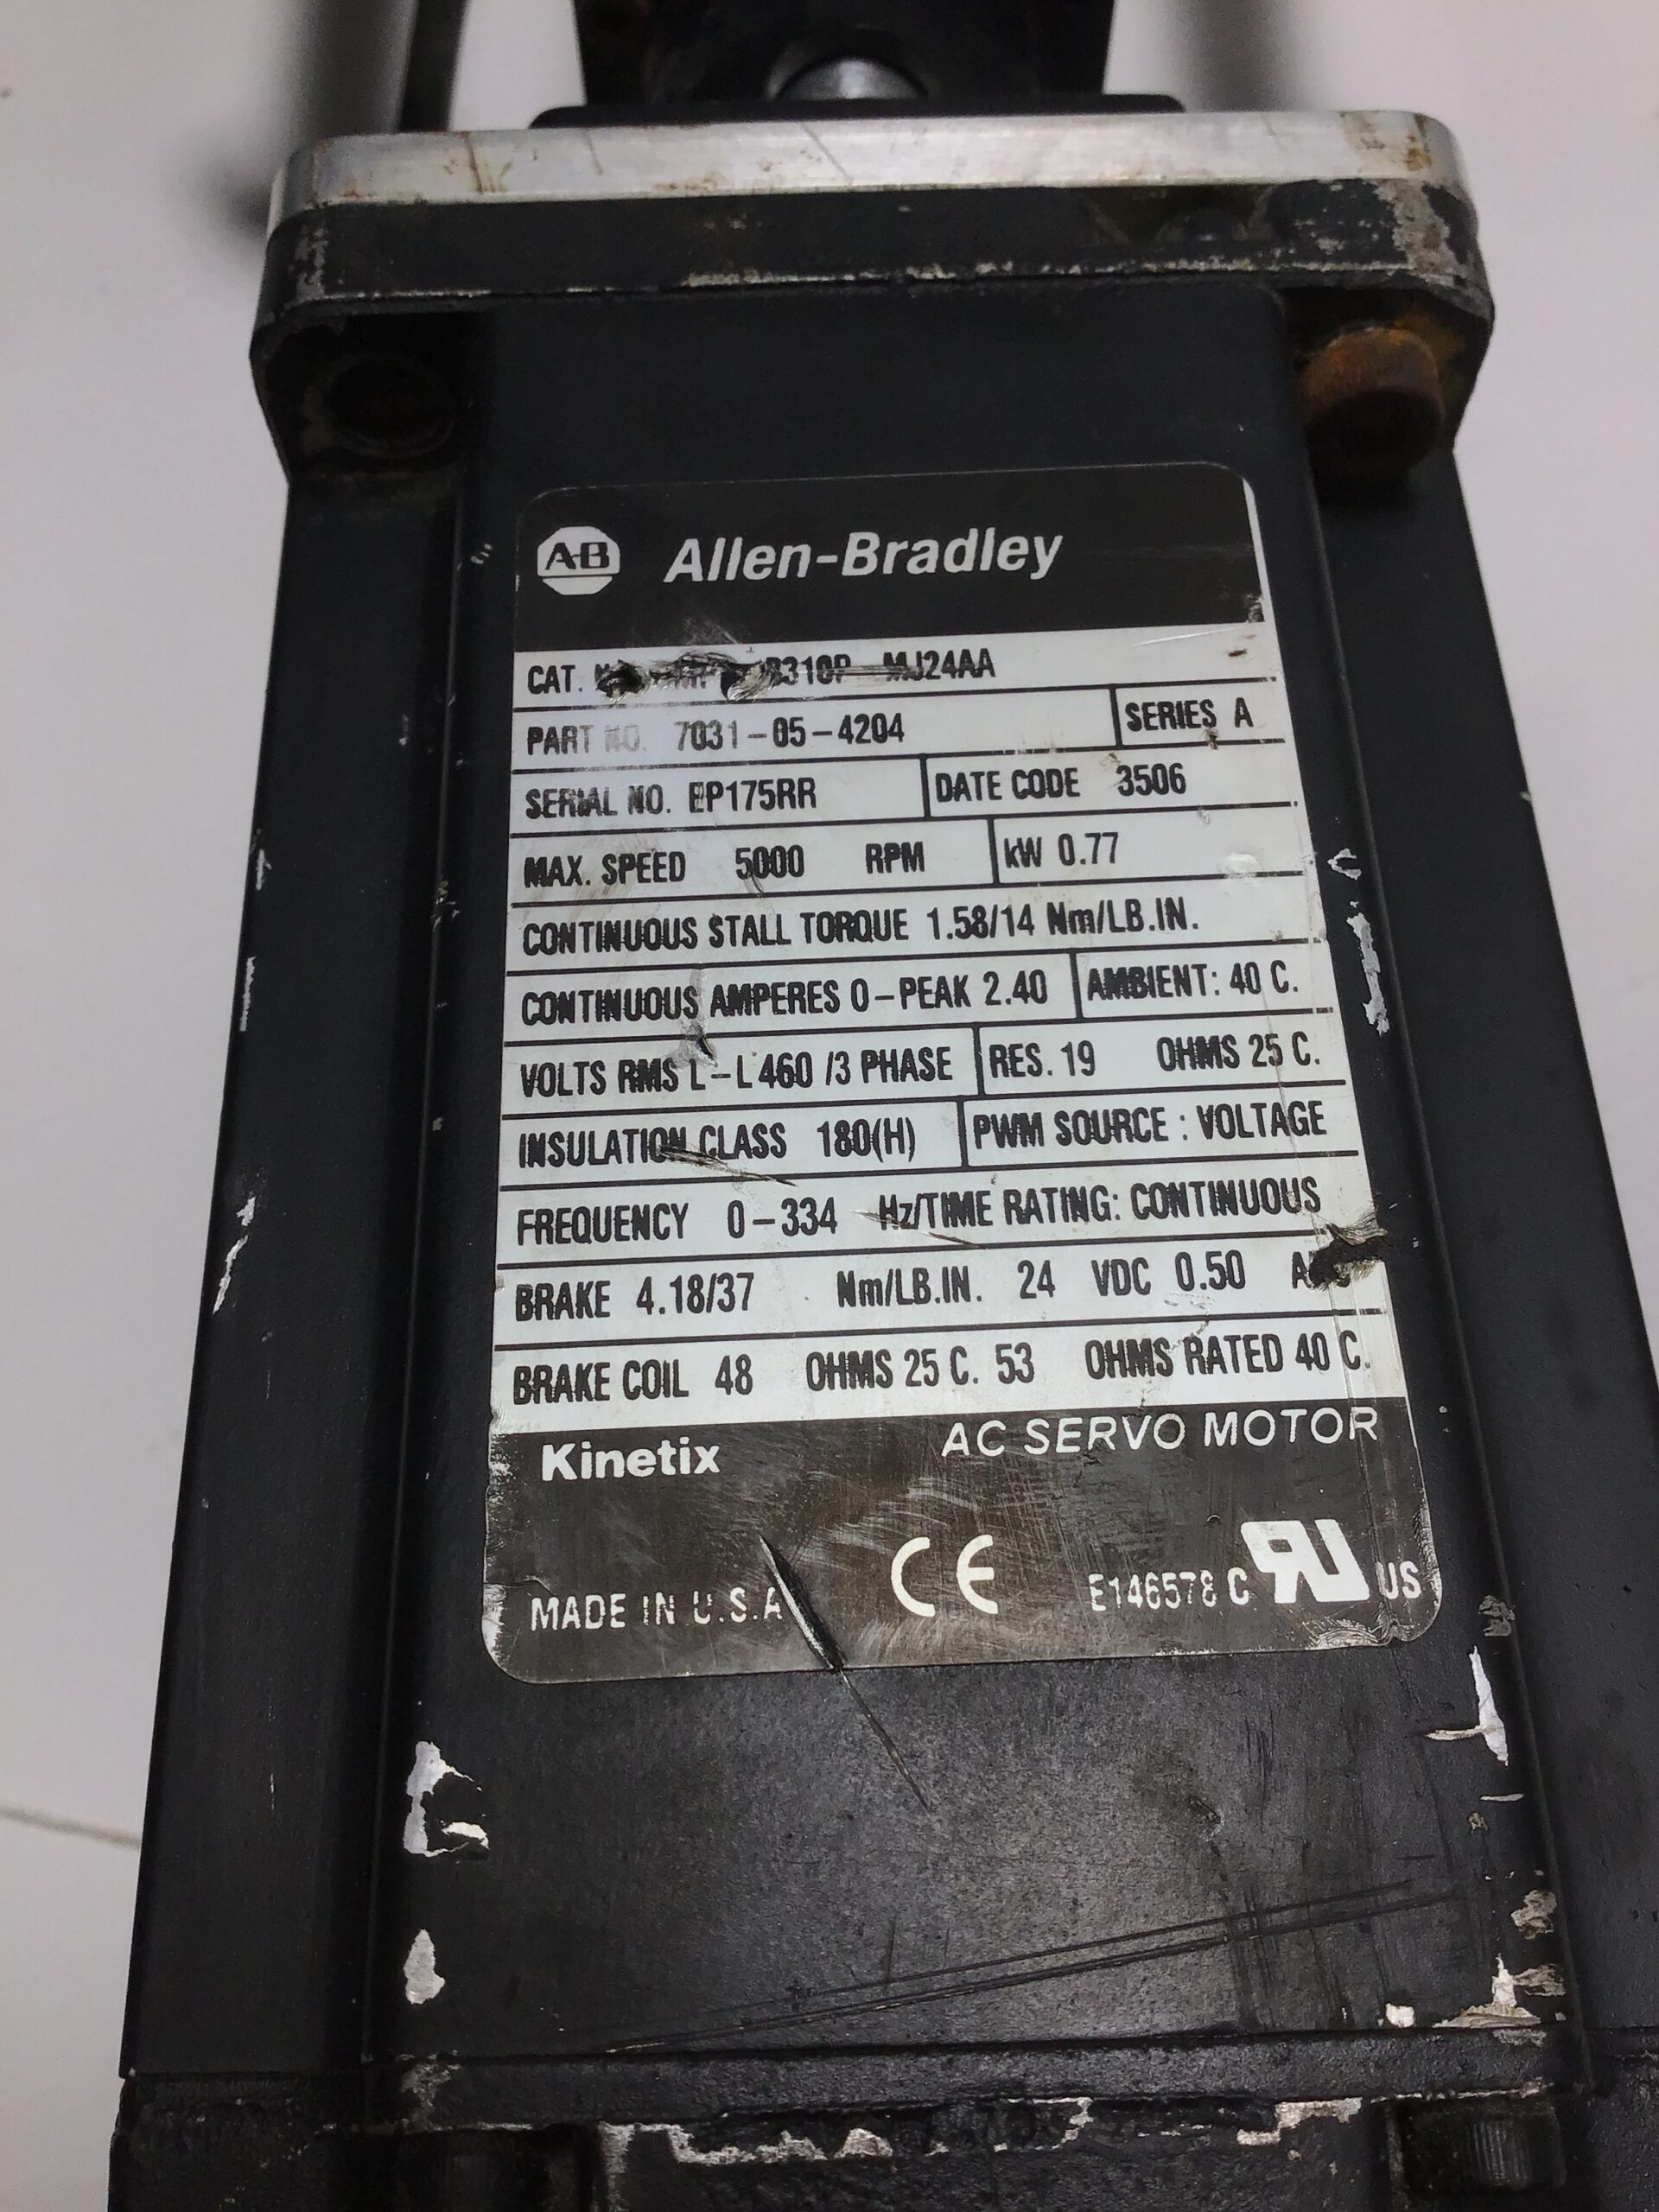 A-B Allen-Bradley
CAT. B310P-MJ24AA
PART NO. 7031-05-4204 SERIES A
SERIAL NO. EP175RR DATE CODE 3506
MAX. SPEED 5000 RPM kW 0.77
CONTINUOUS STALL TORQUE 1.58/14 Nm/LB.IN.
CONTINUOUS AMPERES 0-PEAK 2.40 AMBIENT: 40 C.
VOLTS RMS L-L 460 /3 PHASE RES. 19 OHMS 25 C.
INSULATION CLASS 180(H) PWM SOURCE : VOLTAGE
FREQUENCY 0-334 Hz/TIME RATING: CONTINUOUS
BRAKE 4.18/37 Nm/LB.IN. 24 VDC 0.50
BRAKE COIL 48 OHMS 25 C. 53 OHMS RATED 40 C.
Kinetix AC SERVO MOTOR
MADE IN U.S.A CE E146578 C RU US